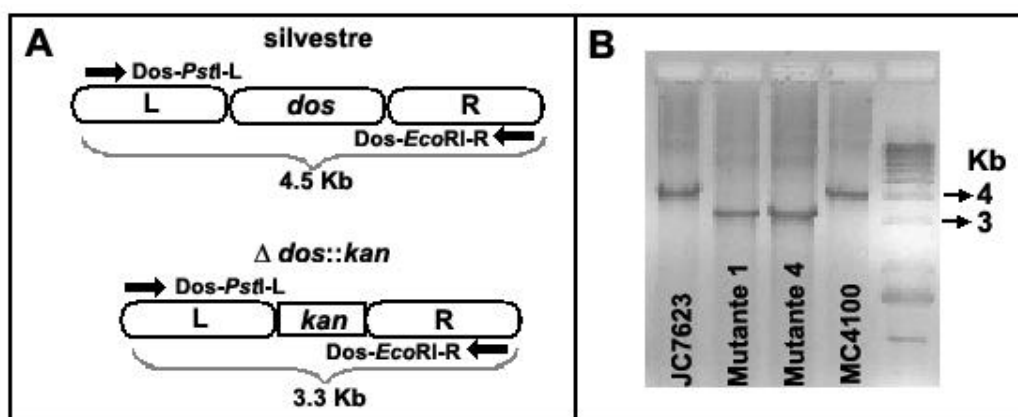 A
silvestre
Dos-PstI-L
L dos R
Dos-EcoRI-R
4.5 Kb
Δ dos::kan
Dos-PstI-L
L kan R
Dos-EcoRI-R
3.3 Kb
B
Kb
4
3
JC7623
Mutante 1
Mutante 4
MC4100